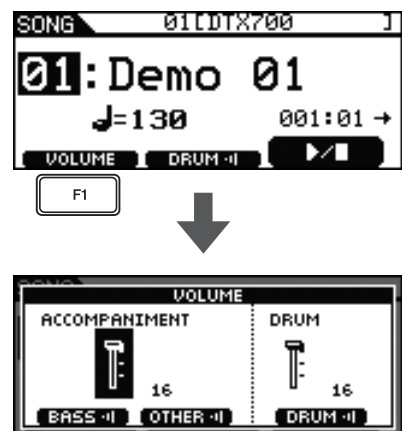 SONG 01[DTX700 ]
01:Demo 01
♩=130 001:01 →
VOLUME DRUM ▶/■
F1
VOLUME
ACCOMPANIMENT DRUM
16 16
BASS OTHER DRUM